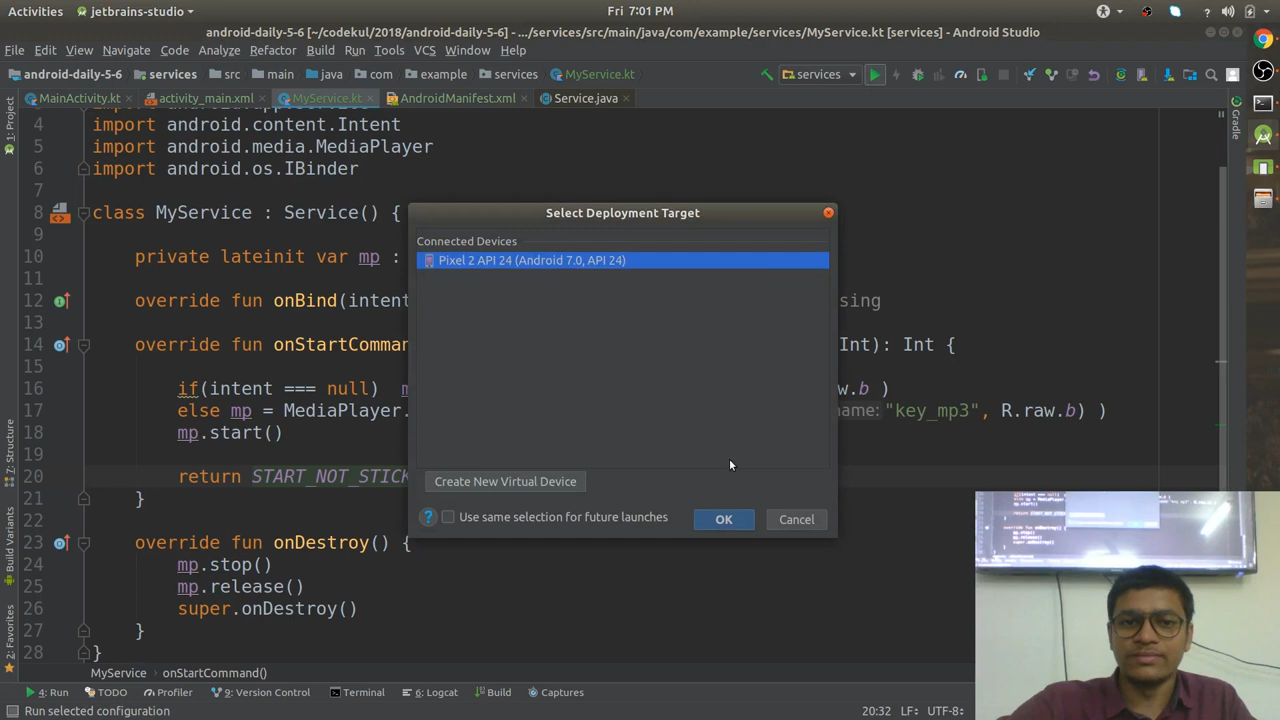 Activities jetbrains-studio Fri 7:01 PM
android-daily-5-6 [~/codekul/2018/android-daily-5-6] - .../services/src/main/java/com/example/services/MyService.kt [services] - Android Studio
File Edit View Navigate Code Analyze Refactor Build Run Tools VCS Window Help
android-daily-5-6 services src main java com example services MyService.kt services
MainActivity.kt activity_main.xml MyService.kt AndroidManifest.xml Service.java
1: Project
7: Structure
Build Variants
2: Favorites
Gradle
4 import android.content.Intent
5 import android.media.MediaPlayer
6 import android.os.IBinder
7
8 class MyService : Service() {
9
10 private lateinit var mp :
11
12 override fun onBind(intent sing
13
14 override fun onStartComman Int): Int {
15
16 if(intent === null) m w.b )
17 else mp = MediaPlayer. name: "key_mp3", R.raw.b) )
18 mp.start()
19
20 return START_NOT_STICK
21 }
22
23 override fun onDestroy() {
24 mp.stop()
25 mp.release()
26 super.onDestroy()
27 }
28 }
Select Deployment Target
Connected Devices
Pixel 2 API 24 (Android 7.0, API 24)
Create New Virtual Device
? Use same selection for future launches OK Cancel
MyService onStartCommand()
4: Run TODO Profiler 9: Version Control Terminal 6: Logcat Build Captures
Run selected configuration 20:32 LF÷ UTF-8÷